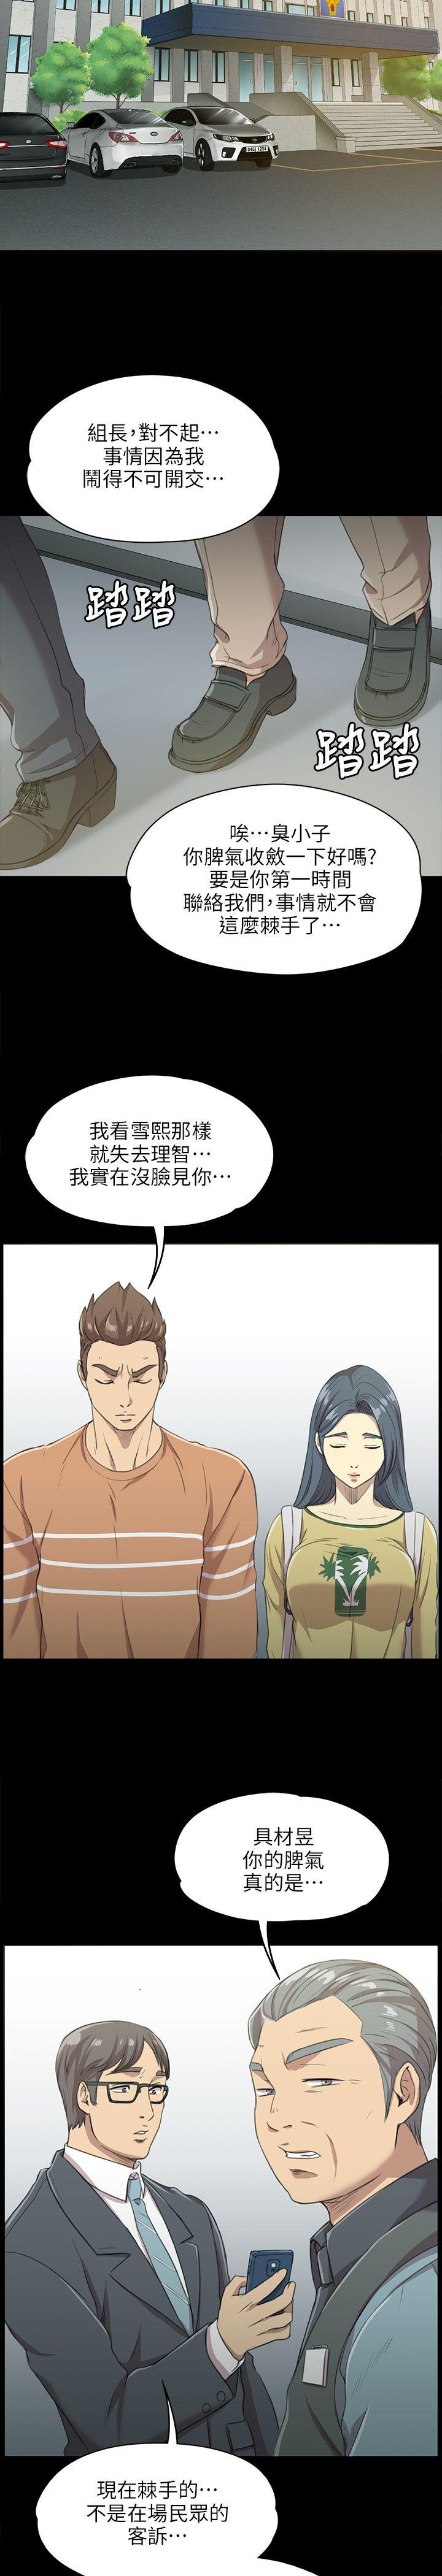 組長，對不起…
事情因為我
鬧得不可開交…
踏踏
踏踏
唉…臭小子
你脾氣收斂一下好嗎?
要是你第一時間
聯絡我們，事情就不會
這麼棘手了…
我看雪熙那樣
就失去理智…
我實在沒臉見你…
具材昱
你的脾氣
真的是…
現在棘手的…
不是在場民眾的
客訴…